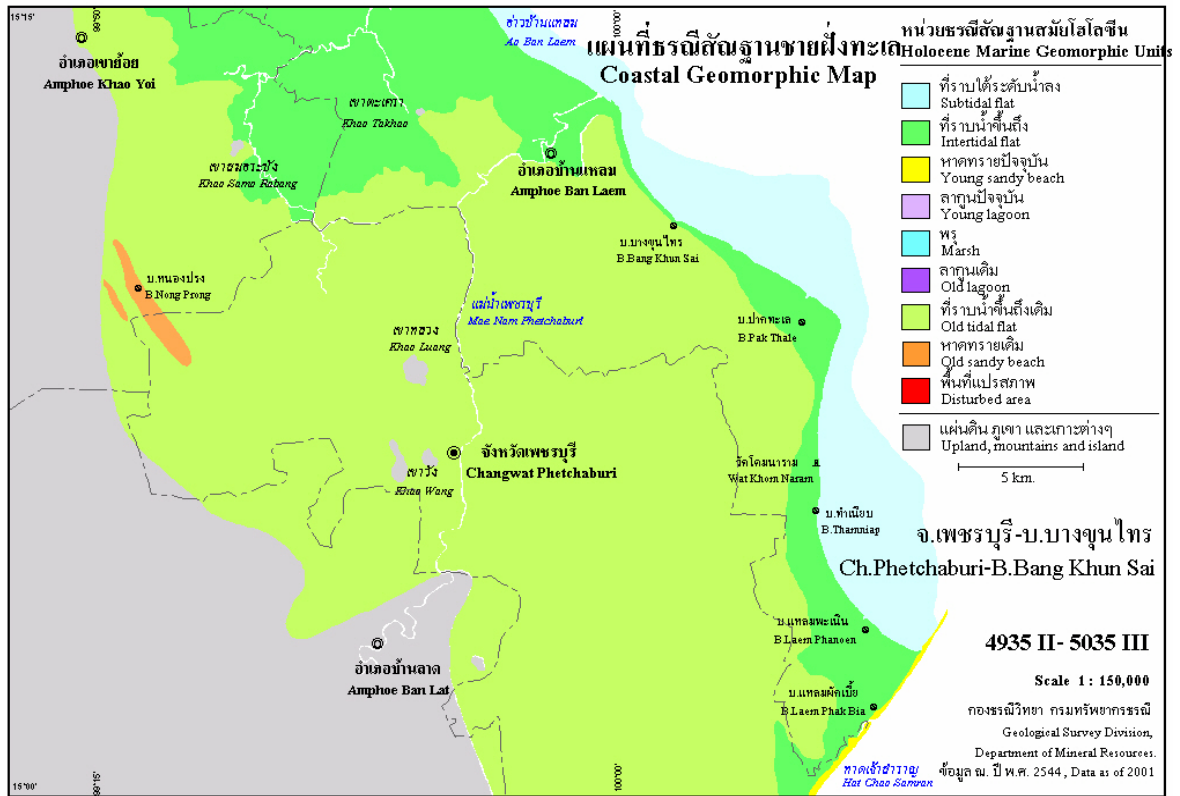 15°15'
99°50'
100°00'
อ่าวบ้านแหลม
Ao Ban Laem
แผนที่ธรณีสัณฐานชายฝั่งทะเล
Coastal Geomorphic Map
หน่วยธรณีสัณฐานสมัยโฮโลซีน
Holocene Marine Geomorphic Units
ที่ราบใต้ระดับน้ำลง
Subtidal flat
ที่ราบน้ำขึ้นถึง
Intertidal flat
หาดทรายปัจจุบัน
Young sandy beach
ลากูนปัจจุบัน
Young lagoon
พรุ
Marsh
ลากูนเดิม
Old lagoon
ที่ราบน้ำขึ้นถึงเดิม
Old tidal flat
หาดทรายเดิม
Old sandy beach
พื้นที่แปรสภาพ
Disturbed area
แผ่นดิน ภูเขา และเกาะต่างๆ
Upland, mountains and island
5 km.
อำเภอเขาย้อย
Amphoe Khao Yoi
เขาตะเครา
Khao Takhao
เขาสมอระบัง
Khao Samo Rabang
อำเภอบ้านแหลม
Amphoe Ban Laem
บ.บางขุนไทร
B.Bang Khun Sai
บ.หนองปรง
B.Nong Prong
แม่น้ำเพชรบุรี
Mae Nam Phetchaburi
เขาหลวง
Khao Luang
บ.ปากทะเล
B.Pak Thale
จังหวัดเพชรบุรี
Changwat Phetchaburi
เขาวัง
Khao Wang
Wat Khom Naram
บ.ทำเนียบ
B.Thamniap
จ.เพชรบุรี-บ.บางขุนไทร
Ch.Phetchaburi-B.Bang Khun Sai
บ.แหลมพะเนิน
B.Laem Phanoen
4935 II- 5035 III
Scale 1 : 150,000
อำเภอบ้านลาด
Amphoe Ban Lat
บ.แหลมผักเบี้ย
B.Laem Phak Bia
กองธรณีวิทยา กรมทรัพยากรธรณี
Geological Survey Division,
Department of Mineral Resources.
ข้อมูล ณ. ปี พ.ศ. 2544 , Data as of 2001
หาดเจ้าสำราญ
Hat Chao Samran
99°15'
100°00'